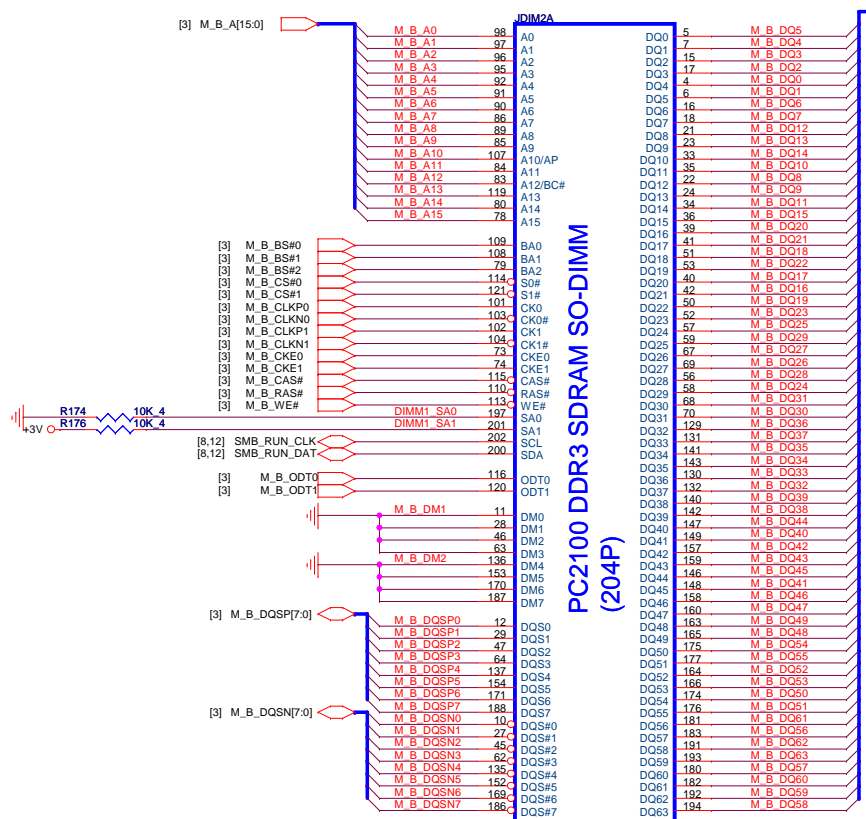 JDIM2A
[3] M_B_A[15:0]
M_B_A0 98 A0 DQ0 5 M_B_DQ5
M_B_A1 97 A1 DQ1 7 M_B_DQ4
M_B_A2 96 A2 DQ2 15 M_B_DQ3
M_B_A3 95 A3 DQ3 17 M_B_DQ2
M_B_A4 92 A4 DQ4 4 M_B_DQ0
M_B_A5 91 A5 DQ5 6 M_B_DQ1
M_B_A6 90 A6 DQ6 16 M_B_DQ6
M_B_A7 86 A7 DQ7 18 M_B_DQ7
M_B_A8 89 A8 DQ8 21 M_B_DQ12
M_B_A9 85 A9 DQ9 23 M_B_DQ13
M_B_A10 107 A10/AP DQ10 33 M_B_DQ14
M_B_A11 84 A11 DQ11 35 M_B_DQ10
M_B_A12 83 A12/BC# DQ12 22 M_B_DQ8
M_B_A13 119 A13 DQ13 24 M_B_DQ9
M_B_A14 80 A14 DQ14 34 M_B_DQ11
M_B_A15 78 A15 DQ15 36 M_B_DQ15
DQ16 39 M_B_DQ20
[3] M_B_BS#0 109 BA0 DQ17 41 M_B_DQ21
[3] M_B_BS#1 108 BA1 DQ18 51 M_B_DQ18
[3] M_B_BS#2 79 BA2 DQ19 53 M_B_DQ22
[3] M_B_CS#0 114 S0# DQ20 40 M_B_DQ17
[3] M_B_CS#1 121 S1# DQ21 42 M_B_DQ16
[3] M_B_CLKP0 101 CK0 DQ22 50 M_B_DQ19
[3] M_B_CLKN0 103 CK0# DQ23 52 M_B_DQ23
[3] M_B_CLKP1 102 CK1 DQ24 57 M_B_DQ25
[3] M_B_CLKN1 104 CK1# DQ25 59 M_B_DQ29
[3] M_B_CKE0 73 CKE0 DQ26 67 M_B_DQ27
[3] M_B_CKE1 74 CKE1 DQ27 69 M_B_DQ26
[3] M_B_CAS# 115 CAS# DQ28 56 M_B_DQ28
[3] M_B_RAS# 110 RAS# DQ29 58 M_B_DQ24
[3] M_B_WE# 113 WE# DQ30 68 M_B_DQ31
R174 10K_4 DIMM1_SA0 197 SA0 DQ31 70 M_B_DQ30
+3V R176 10K_4 DIMM1_SA1 201 SA1 DQ32 129 M_B_DQ36
[8,12] SMB_RUN_CLK 202 SCL DQ33 131 M_B_DQ37
[8,12] SMB_RUN_DAT 200 SDA DQ34 141 M_B_DQ35
DQ35 143 M_B_DQ34
[3] M_B_ODT0 116 ODT0 DQ36 130 M_B_DQ33
[3] M_B_ODT1 120 ODT1 DQ37 132 M_B_DQ32
DQ38 140 M_B_DQ39
M_B_DM1 11 DM0 DQ39 142 M_B_DQ38
28 DM1 DQ40 147 M_B_DQ44
46 DM2 DQ41 149 M_B_DQ40
63 DM3 DQ42 157 M_B_DQ42
M_B_DM2 136 DM4 DQ43 159 M_B_DQ43
153 DM5 DQ44 146 M_B_DQ45
170 DM6 DQ45 148 M_B_DQ41
187 DM7 DQ46 158 M_B_DQ46
PC2100 DDR3 SDRAM SO-DIMM
(204P)
DQ47 160 M_B_DQ47
[3] M_B_DQSP[7:0]
M_B_DQSP0 12 DQS0 DQ48 163 M_B_DQ49
M_B_DQSP1 29 DQS1 DQ49 165 M_B_DQ48
M_B_DQSP2 47 DQS2 DQ50 175 M_B_DQ54
M_B_DQSP3 64 DQS3 DQ51 177 M_B_DQ55
M_B_DQSP4 137 DQS4 DQ52 164 M_B_DQ52
M_B_DQSP5 154 DQS5 DQ53 166 M_B_DQ53
M_B_DQSP6 171 DQS6 DQ54 174 M_B_DQ50
M_B_DQSP7 188 DQS7 DQ55 176 M_B_DQ51
[3] M_B_DQSN[7:0]
M_B_DQSN0 10 DQS#0 DQ56 181 M_B_DQ61
M_B_DQSN1 27 DQS#1 DQ57 183 M_B_DQ56
M_B_DQSN2 45 DQS#2 DQ58 191 M_B_DQ62
M_B_DQSN3 62 DQS#3 DQ59 193 M_B_DQ63
M_B_DQSN4 135 DQS#4 DQ60 180 M_B_DQ57
M_B_DQSN5 152 DQS#5 DQ61 182 M_B_DQ60
M_B_DQSN6 169 DQS#6 DQ62 192 M_B_DQ59
M_B_DQSN7 186 DQS#7 DQ63 194 M_B_DQ58